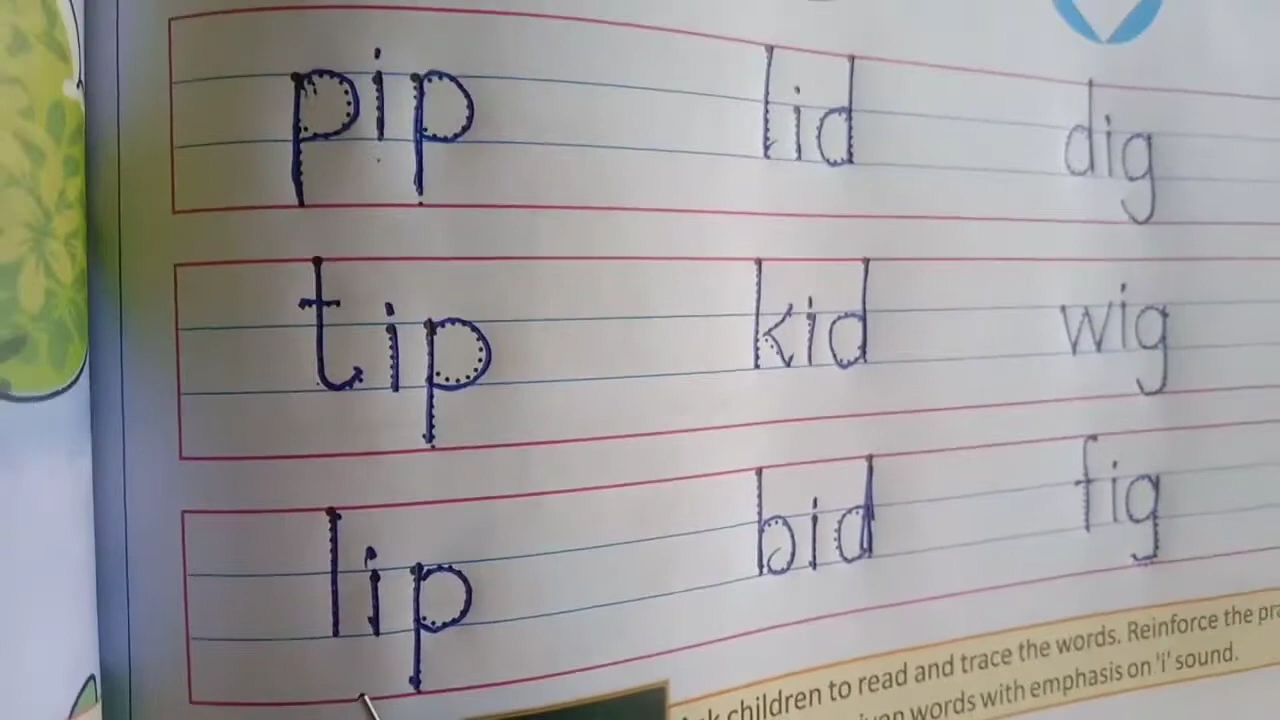 pip lid dig
tip kid wig
lip bid fig
children to read and trace the words. Reinforce the
words with emphasis on 'i' sound.